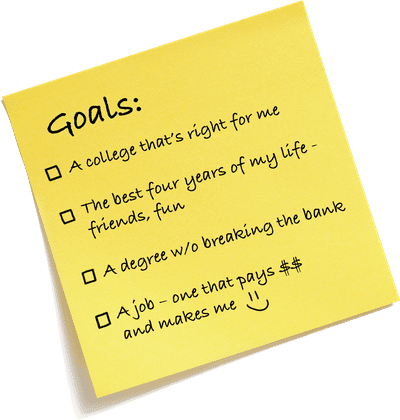 Goals:
A college that's right for me
The best four years of my life -
friends, fun
A degree w/o breaking the bank
A job – one that pays $$
and makes me